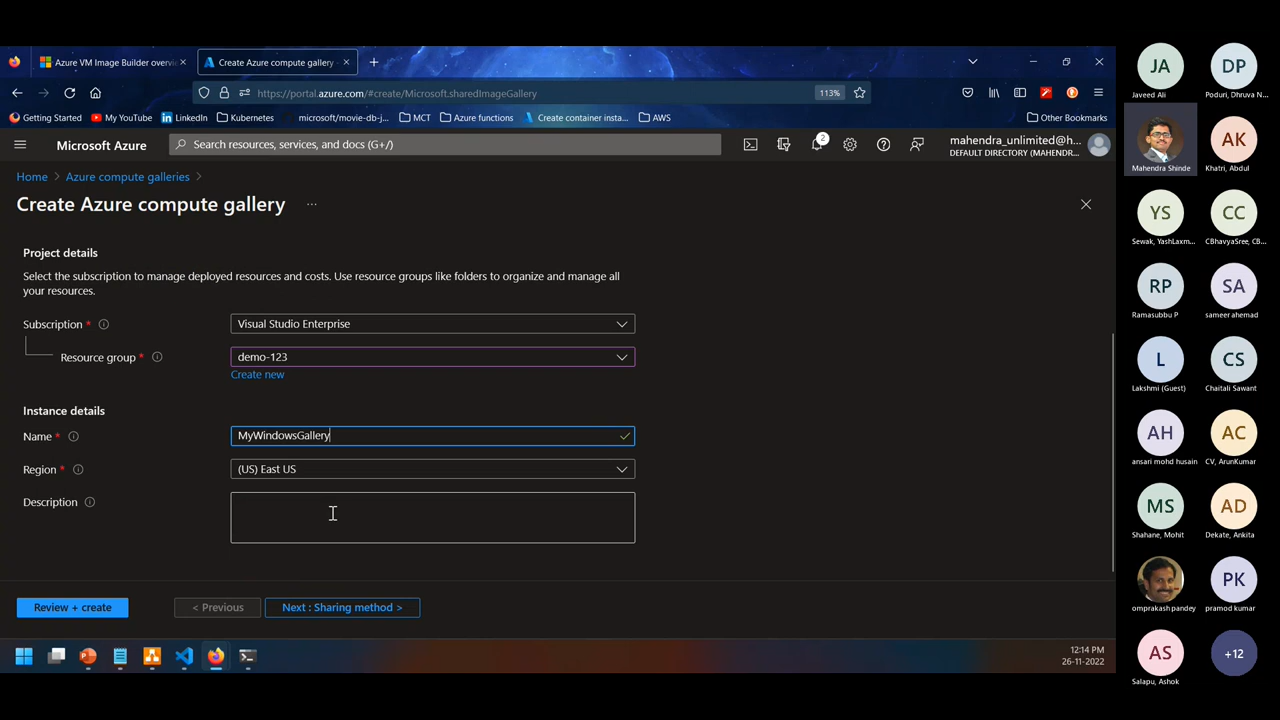 Azure VM Image Builder overvi
Create Azure compute gallery -
https://portal.azure.com/#create/Microsoft.sharedImageGallery
113%
Getting Started
My YouTube
LinkedIn
Kubernetes
microsoft/movie-db-j...
MCT
Azure functions
Create container insta...
AWS
Other Bookmarks
Microsoft Azure
Search resources, services, and docs (G+/)
2
mahendra_unlimited@h...
DEFAULT DIRECTORY (MAHENDR...
Home > Azure compute galleries >
Create Azure compute gallery
...
Project details
Select the subscription to manage deployed resources and costs. Use resource groups like folders to organize and manage all
your resources.
Subscription *
Visual Studio Enterprise
Resource group *
demo-123
Create new
Instance details
Name *
MyWindowsGallery
Region *
(US) East US
Description
Review + create
< Previous
Next : Sharing method >
12:14 PM
26-11-2022
JA
Javeed Ali
DP
Poduri, Dhruva N...
Mahendra Shinde
AK
Khatri, Abdul
YS
Sewak, YashLaxm...
CC
CBhavyaSree, CB...
RP
Ramasubbu P
SA
sameer ahemad
L
Lakshmi (Guest)
CS
Chaitali Sawant
AH
ansari mohd husain
AC
CV, ArunKumar
MS
Shahane, Mohit
AD
Dekate, Ankita
omprakash pandey
PK
pramod kumar
AS
Salapu, Ashok
+12